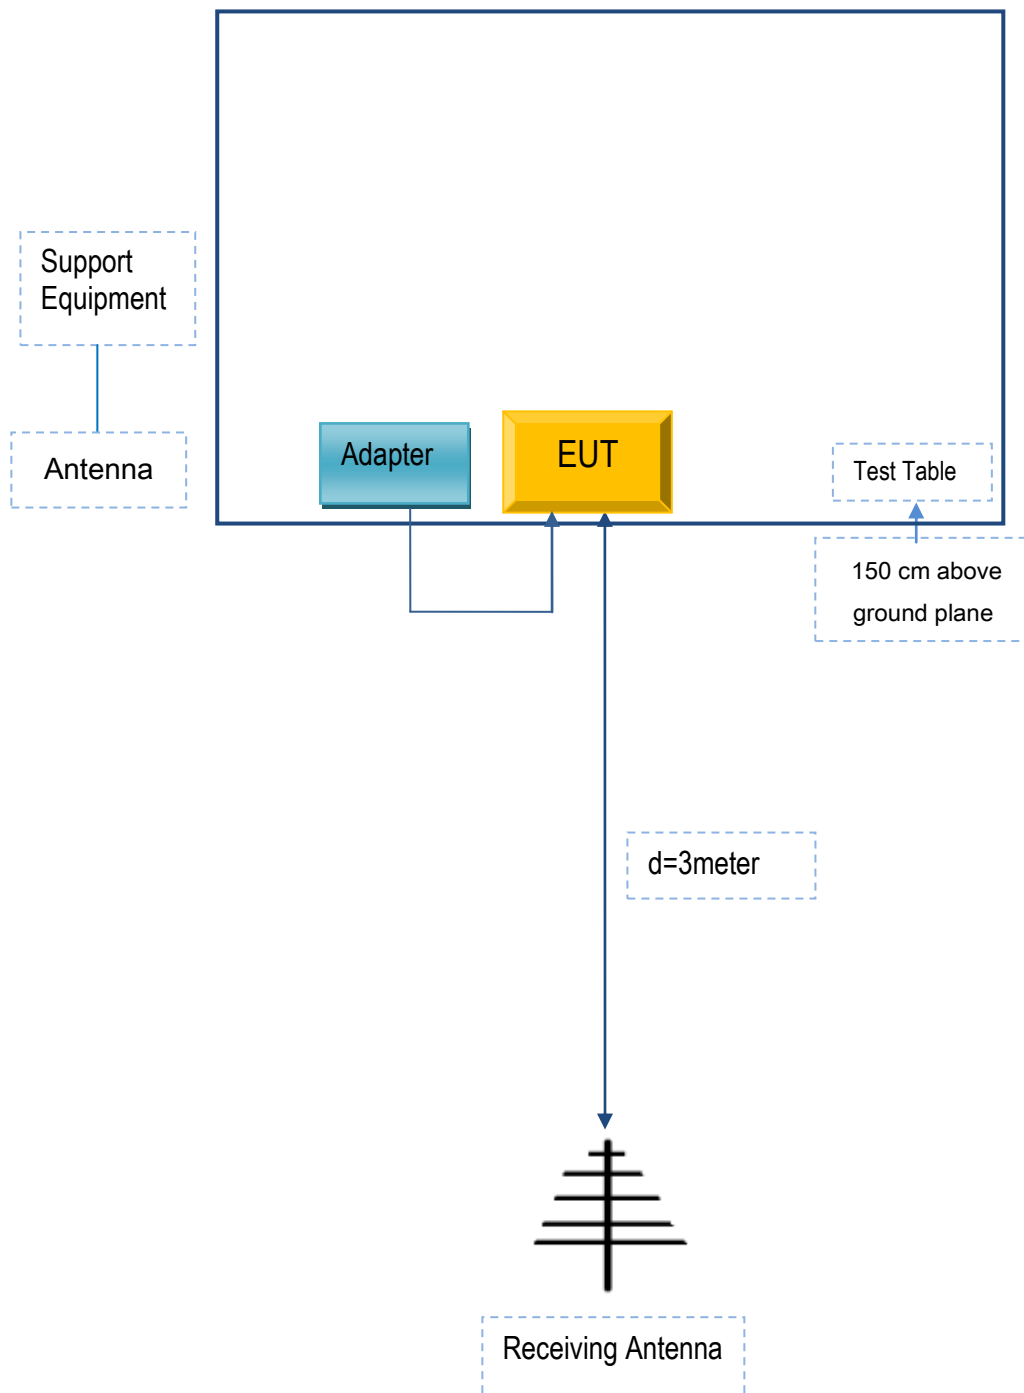 Support
Equipment
Antenna
Adapter
EUT
Test Table
150 cm above
ground plane
d=3meter
Receiving Antenna